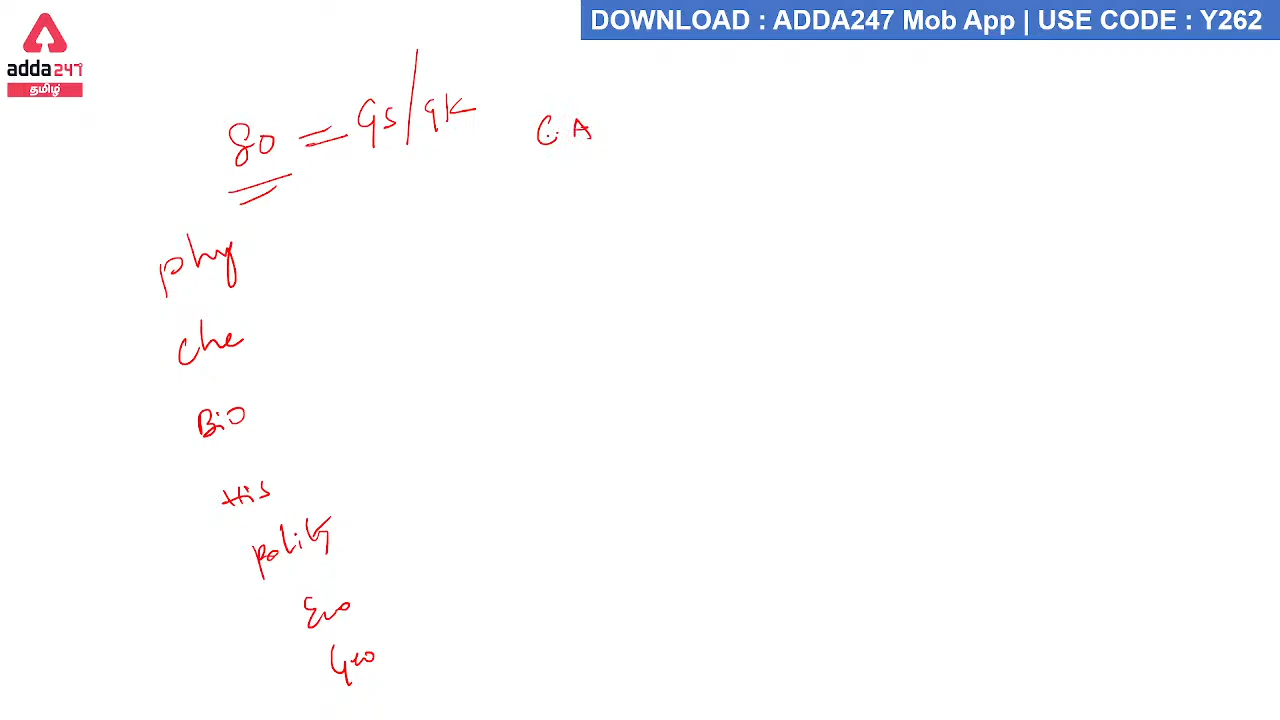 DOWNLOAD : ADDA247 Mob App | USE CODE : Y262
adda247
தமிழ்
80 = GS/GK C.A
phy
che
Bio
His
polity
Eco
Geo